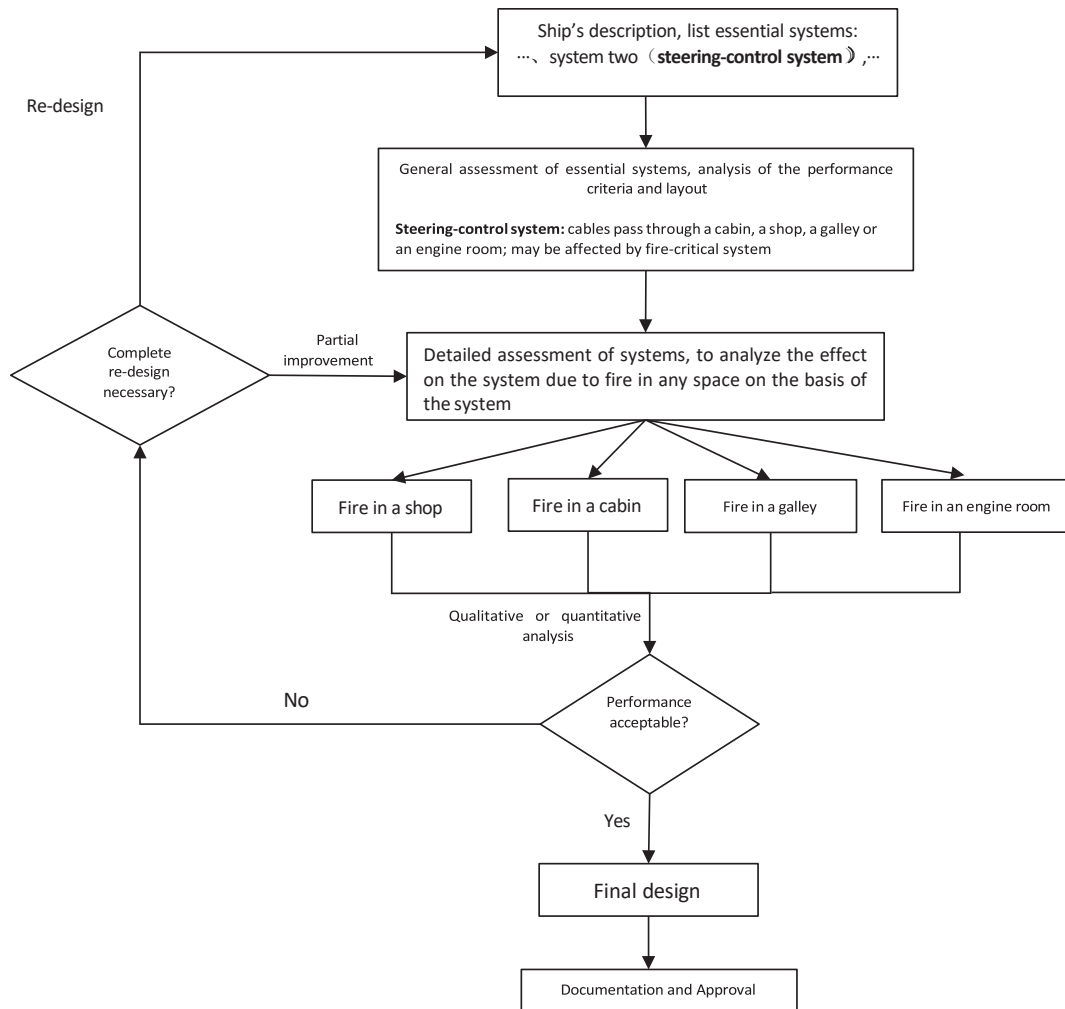 Ship's description, list essential systems:
…、system two（steering-control system）,…
Re-design
General assessment of essential systems, analysis of the performance
criteria and layout
Steering-control system: cables pass through a cabin, a shop, a galley or
an engine room; may be affected by fire-critical system
Complete
re-design
necessary?
Partial
improvement
Detailed assessment of systems, to analyze the effect
on the system due to fire in any space on the basis of
the system
Fire in a shop
Fire in a cabin
Fire in a galley
Fire in an engine room
Qualitative or quantitative
analysis
No
Performance
acceptable?
Yes
Final design
Documentation and Approval